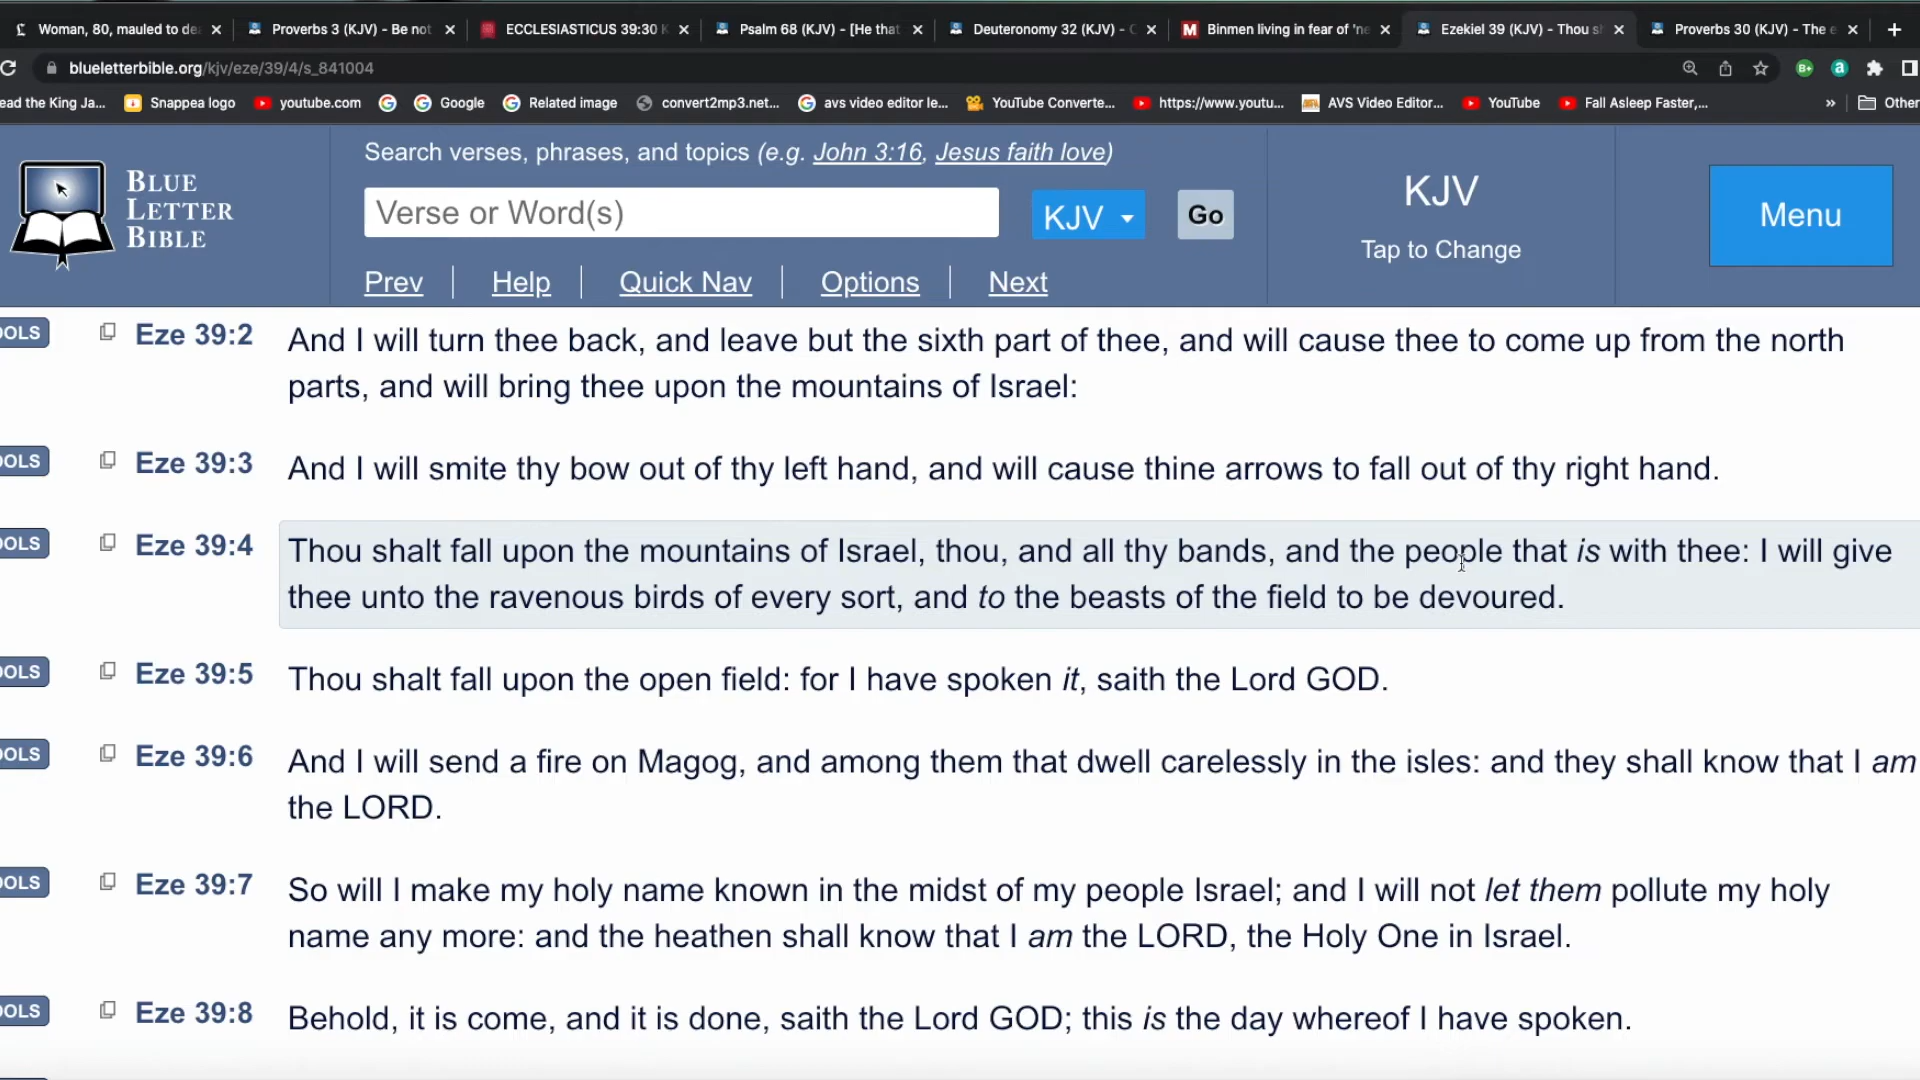 Woman, 80, mauled to dea
Proverbs 3 (KJV) - Be not
ECCLESIASTICUS 39:30 K
Psalm 68 (KJV) - [He that
Deuteronomy 32 (KJV) - G
Binmen living in fear of 'ne
Ezekiel 39 (KJV) - Thou sh
Proverbs 30 (KJV) - The e
blueletterbible.org/kjv/eze/39/4/s_841004
ead the King Ja...
Snappea logo
youtube.com
Google
Related image
convert2mp3.net...
avs video editor le...
YouTube Converte...
https://www.youtu...
AVS Video Editor...
YouTube
Fall Asleep Faster,...
»
Other
BLUE
LETTER
BIBLE
Search verses, phrases, and topics (e.g. John 3:16, Jesus faith love)
Verse or Word(s)
KJV
Go
Prev
Help
Quick Nav
Options
Next
KJV
Tap to Change
Menu
OOLS
Eze 39:2
And I will turn thee back, and leave but the sixth part of thee, and will cause thee to come up from the north
parts, and will bring thee upon the mountains of Israel:
OOLS
Eze 39:3
And I will smite thy bow out of thy left hand, and will cause thine arrows to fall out of thy right hand.
OOLS
Eze 39:4
Thou shalt fall upon the mountains of Israel, thou, and all thy bands, and the people that is with thee: I will give
thee unto the ravenous birds of every sort, and to the beasts of the field to be devoured.
OOLS
Eze 39:5
Thou shalt fall upon the open field: for I have spoken it, saith the Lord GOD.
OOLS
Eze 39:6
And I will send a fire on Magog, and among them that dwell carelessly in the isles: and they shall know that I am
the LORD.
OOLS
Eze 39:7
So will I make my holy name known in the midst of my people Israel; and I will not let them pollute my holy
name any more: and the heathen shall know that I am the LORD, the Holy One in Israel.
OOLS
Eze 39:8
Behold, it is come, and it is done, saith the Lord GOD; this is the day whereof I have spoken.